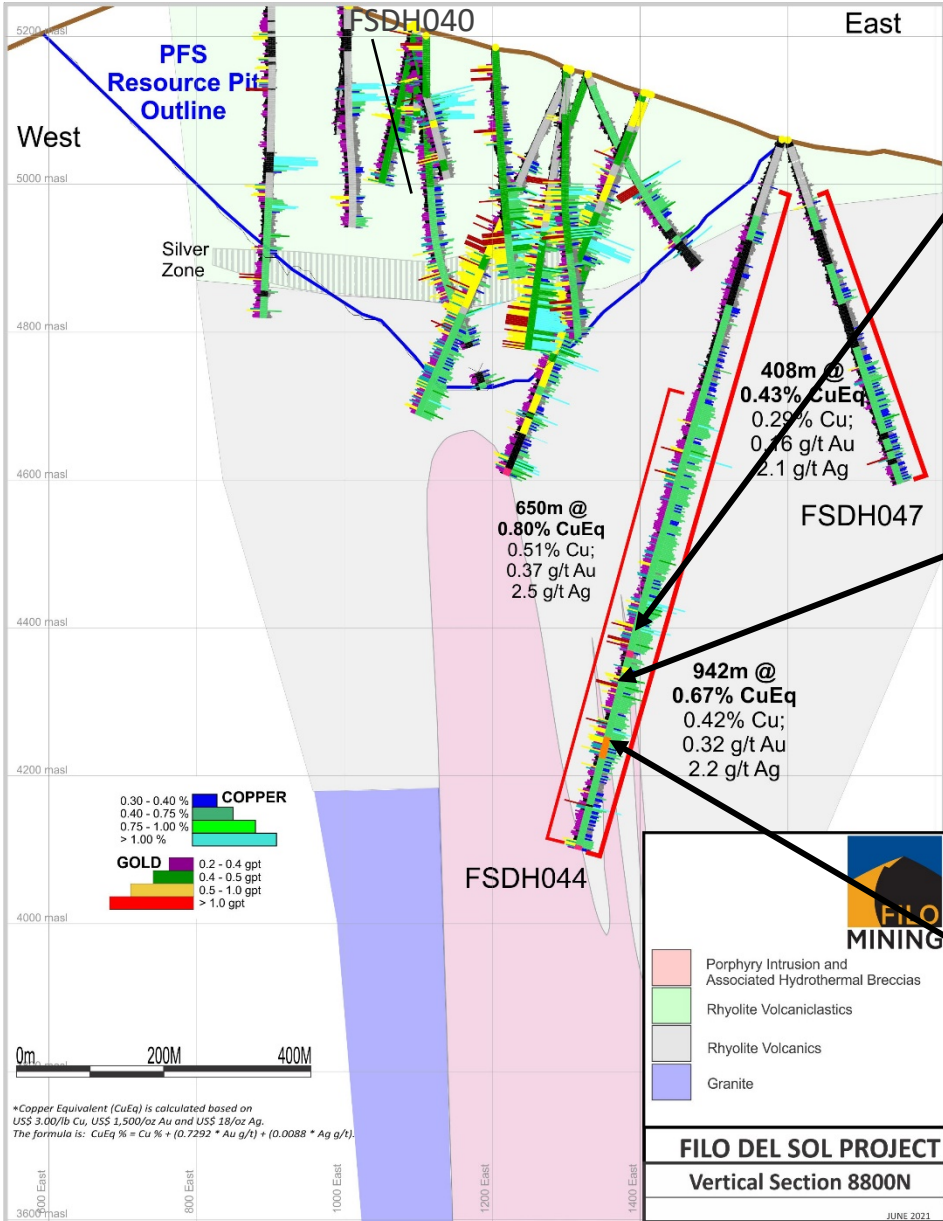 FSDH040
East
5200 masl
PFS
Resource Pit
Outline
West
5000 masl
Silver
Zone
4800 masl
408m @
0.43% CuEq
0.29% Cu;
0.16 g/t Au
2.1 g/t Ag
4600 masl
FSDH047
650m @
0.80% CuEq
0.51% Cu;
0.37 g/t Au
2.5 g/t Ag
4400 masl
942m @
0.67% CuEq
0.42% Cu;
0.32 g/t Au
2.2 g/t Ag
4200 masl
COPPER
0.30 - 0.40 %
0.40 - 0.75 %
0.75 - 1.00 %
> 1.00 %
GOLD
0.2 - 0.4 gpt
0.4 - 0.5 gpt
0.5 - 1.0 gpt
> 1.0 gpt
FSDH044
4000 masl
FILO
MINING
Porphyry Intrusion and
Associated Hydrothermal Breccias
Rhyolite Volcaniclastics
Rhyolite Volcanics
Granite
0m 200M 400M
*Copper Equivalent (CuEq) is calculated based on
US$ 3.00/lb Cu, US$ 1,500/oz Au and US$ 18/oz Ag.
The formula is: CuEq % = Cu % + (0.7292 * Au g/t) + (0.0088 * Ag g/t).
FILO DEL SOL PROJECT
Vertical Section 8800N
JUNE 2021
3600 masl
800 East
1000 East
1200 East
1400 East